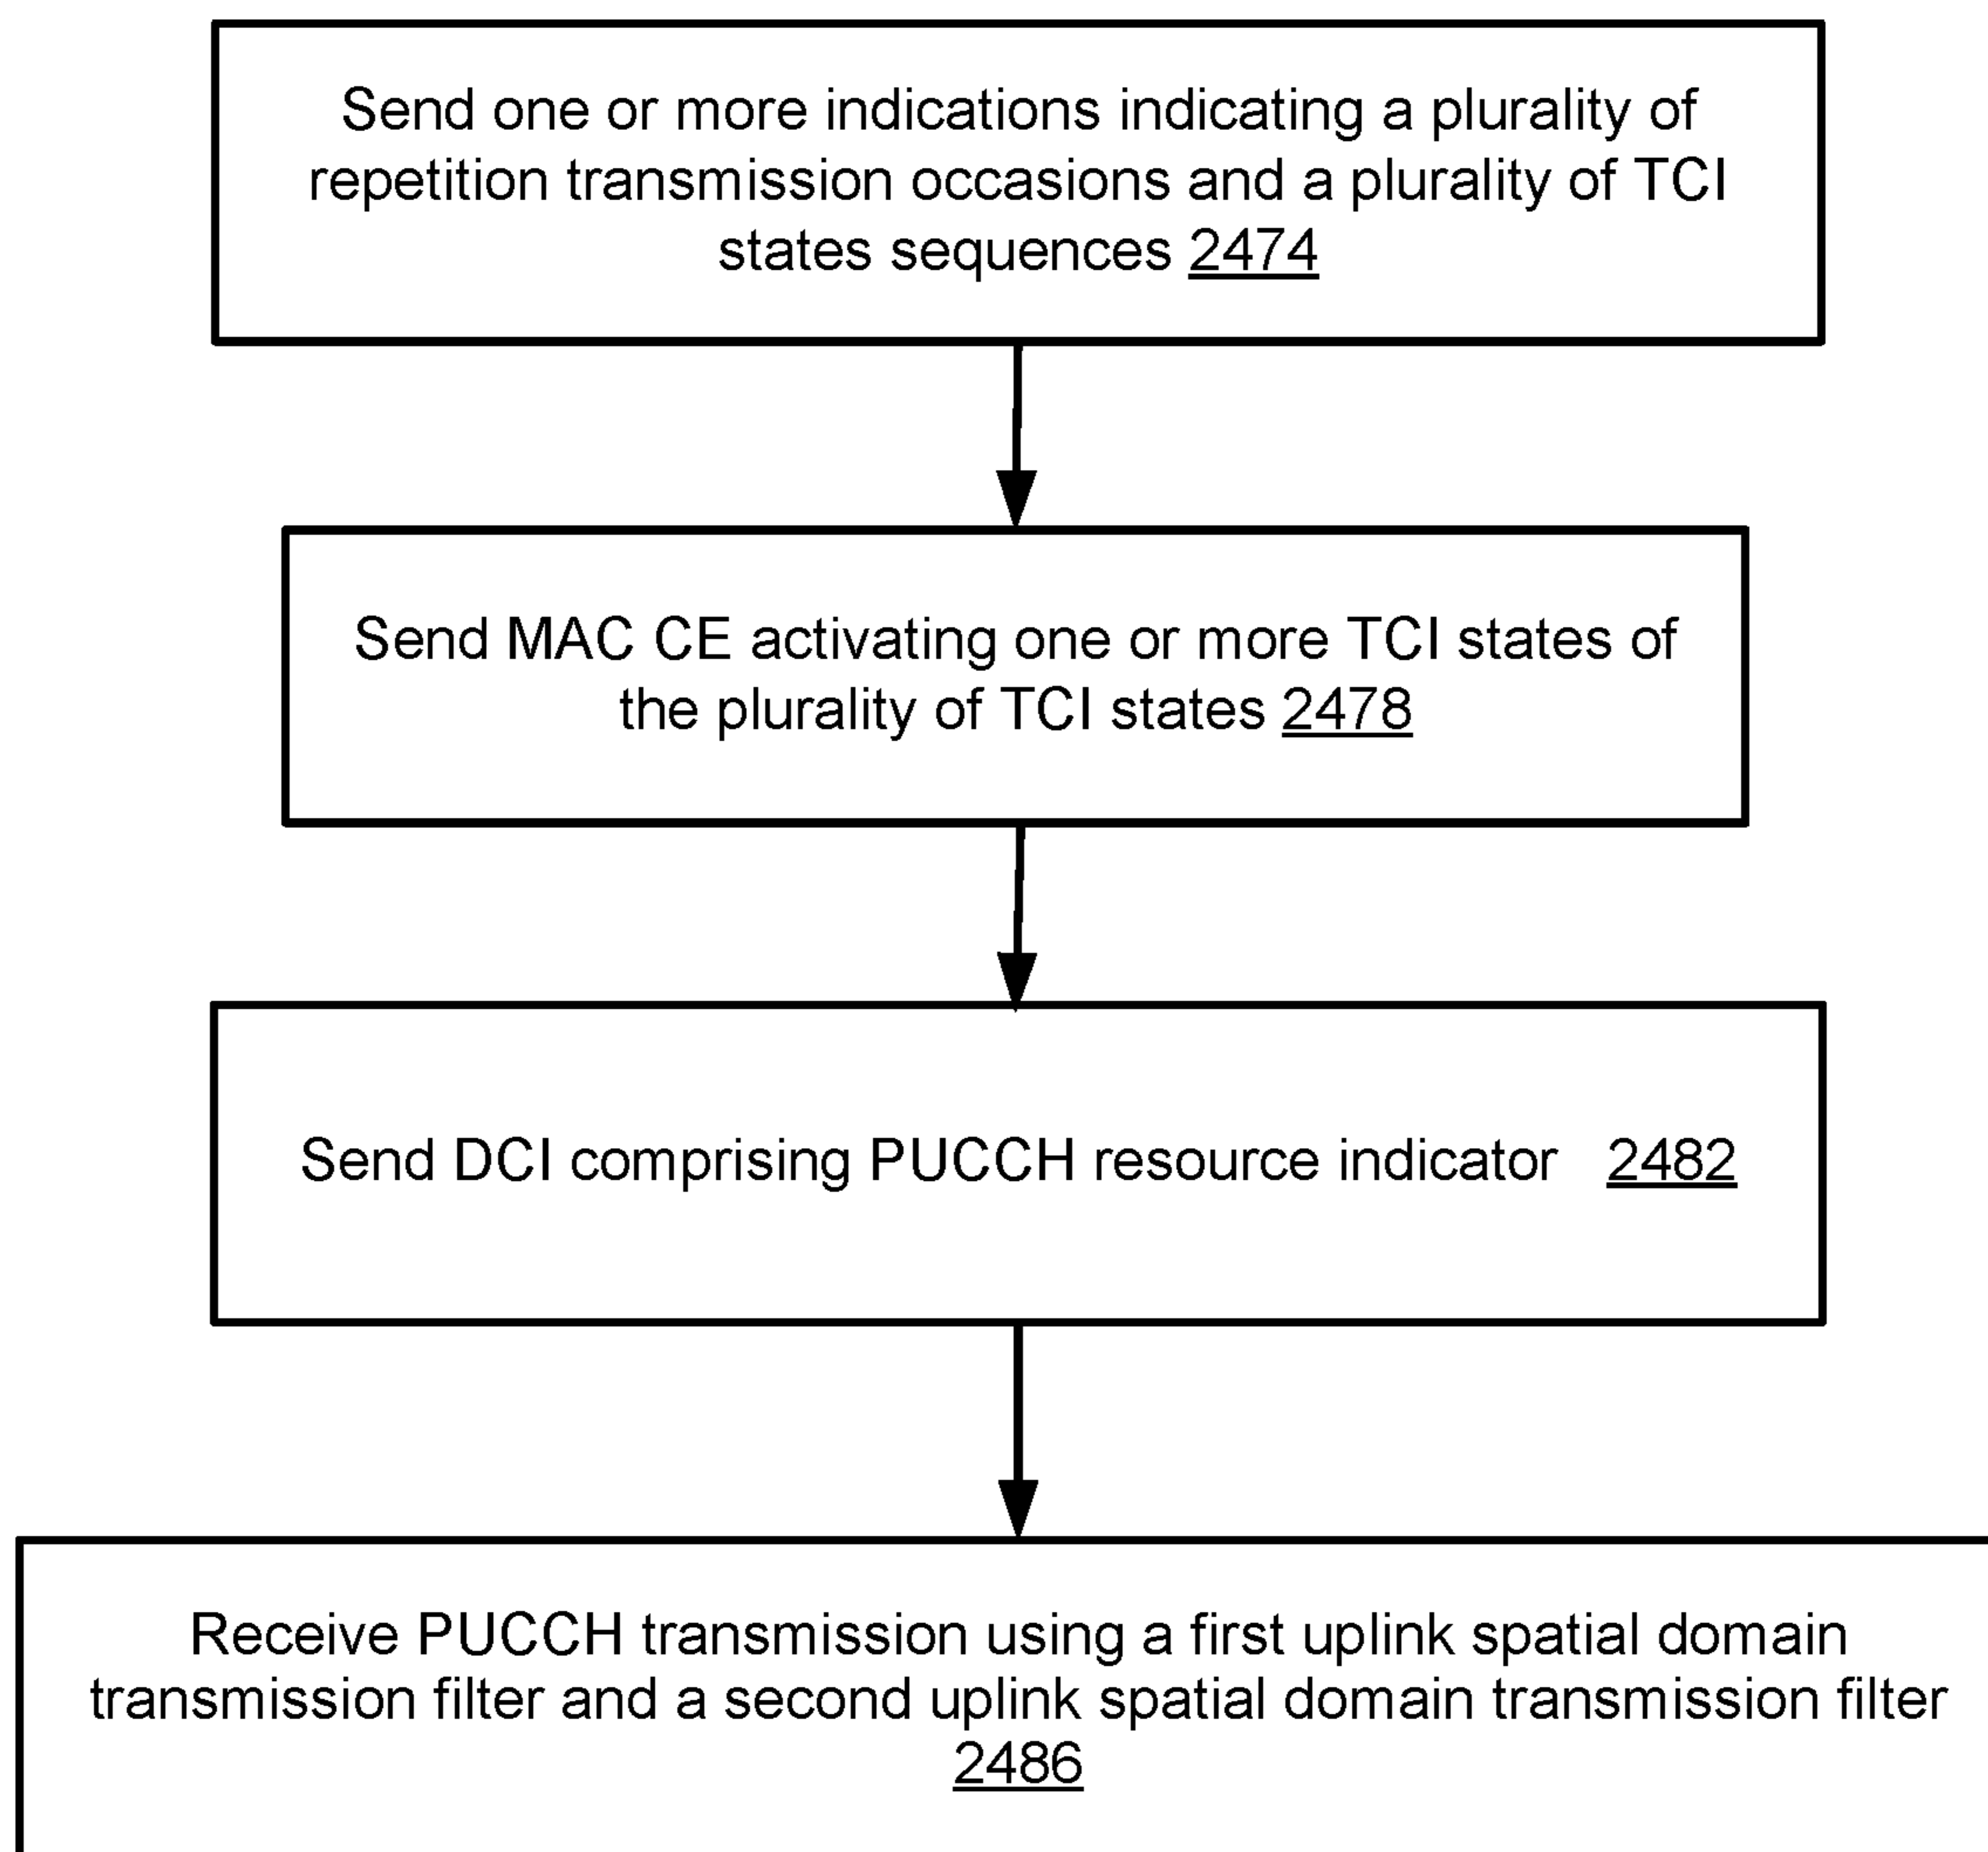 Send one or more indications indicating a plurality of
repetition transmission occasions and a plurality of TCI
states sequences 2474
Send MAC CE activating one or more TCI states of
the plurality of TCI states 2478
Send DCI comprising PUCCH resource indicator 2482
Receive PUCCH transmission using a first uplink spatial domain
transmission filter and a second uplink spatial domain transmission filter
2486